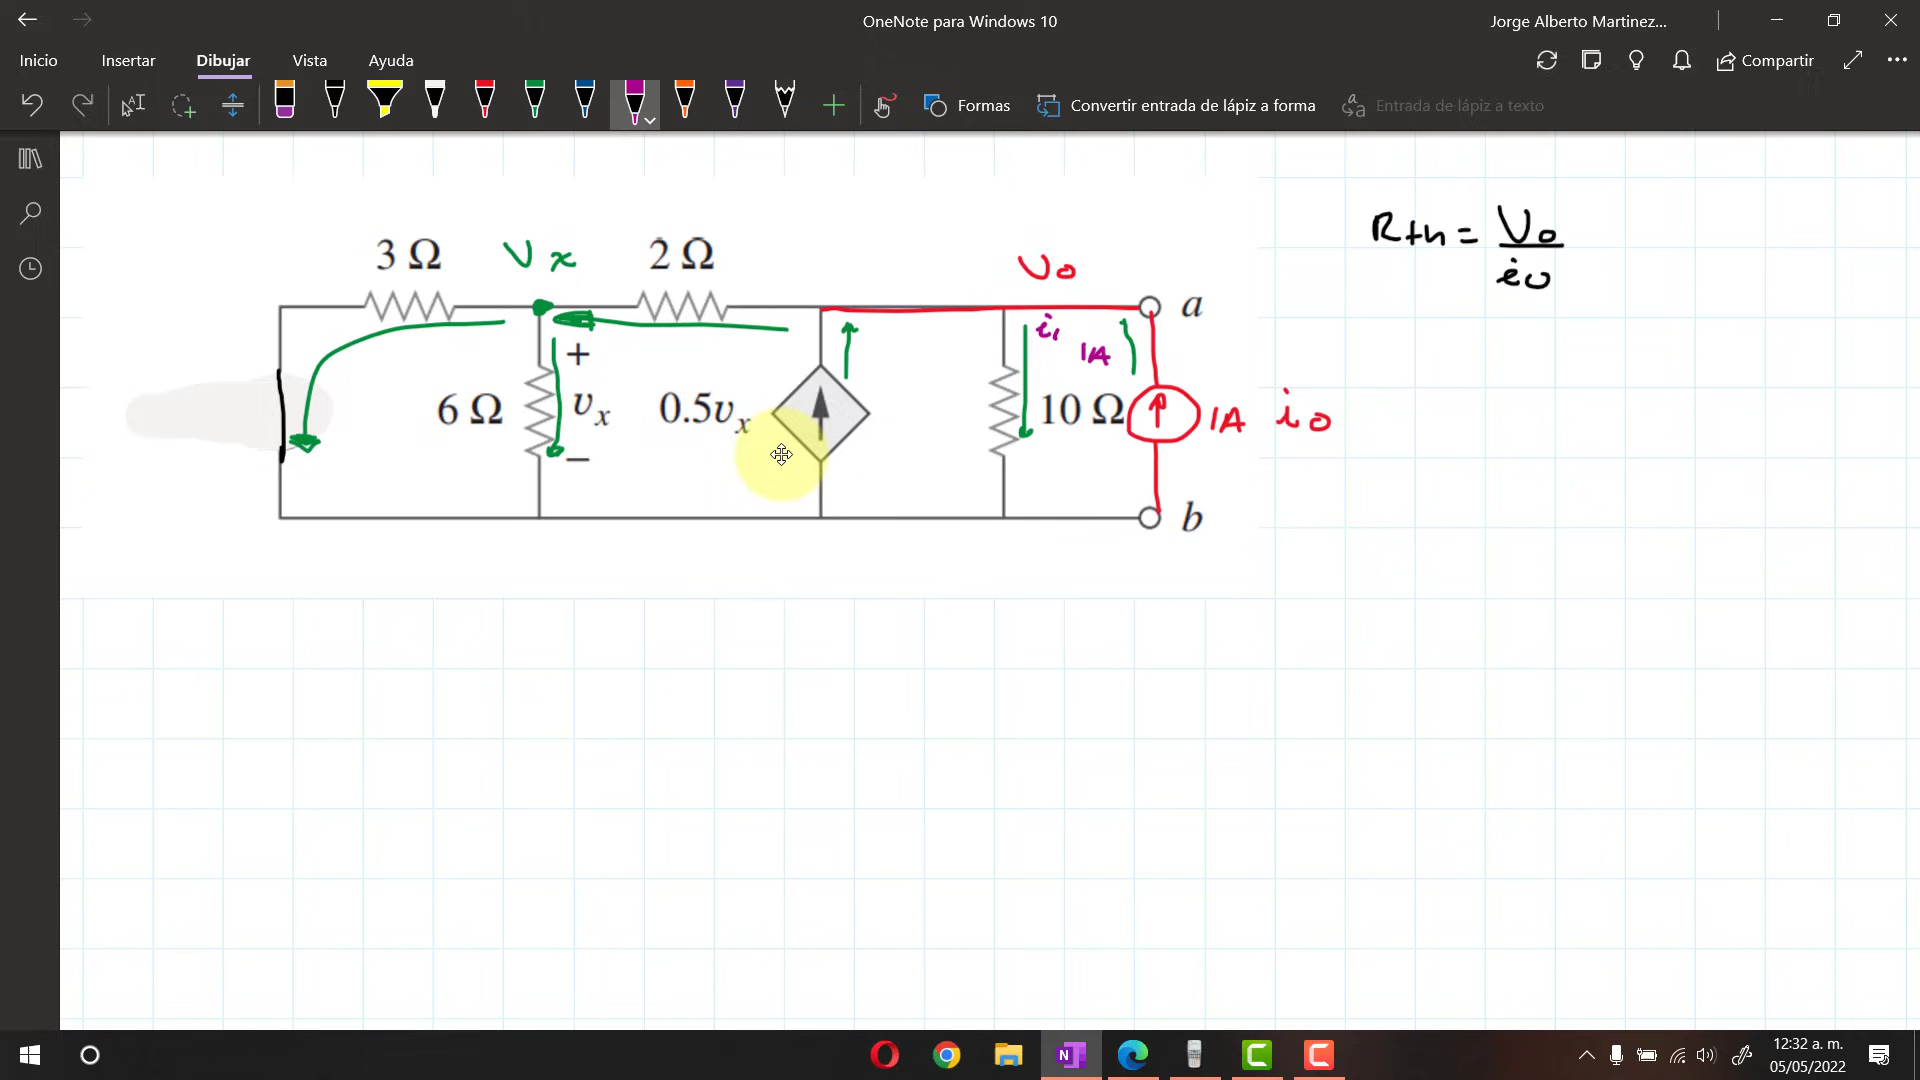 OneNote para Windows 10
Jorge Alberto Martinez...
Inicio Insertar Dibujar Vista Ayuda
Compartir
Formas Convertir entrada de lápiz a forma Entrada de lápiz a texto
Rth = Vo
io
3 Ω Vx 2 Ω Vo
a
i1
1A
+
6 Ω vx 0.5vx 10 Ω 1A io
−
b
12:32 a. m.
05/05/2022